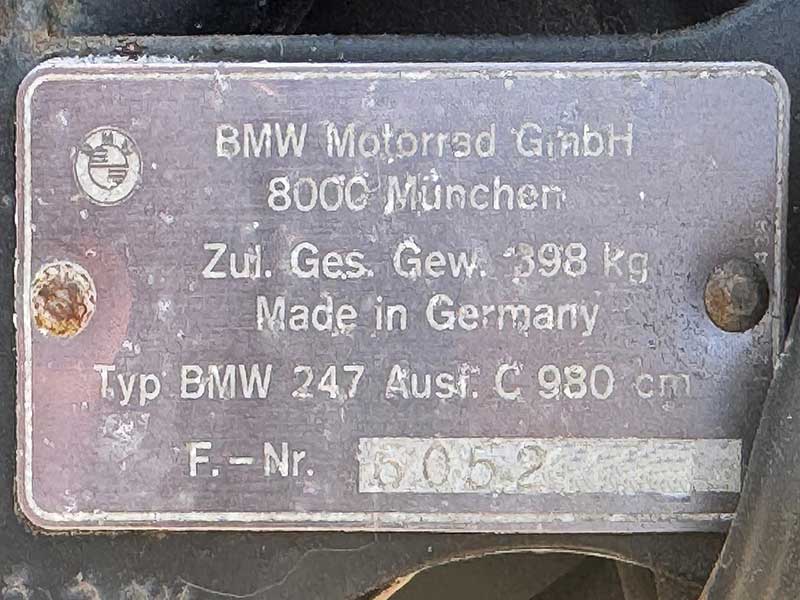 BMW Motorrad GmbH
8000 München
Zul. Ges. Gew. 398 kg
Made in Germany
Typ BMW 247 Ausf. C 980 cm
F.-Nr. 6052